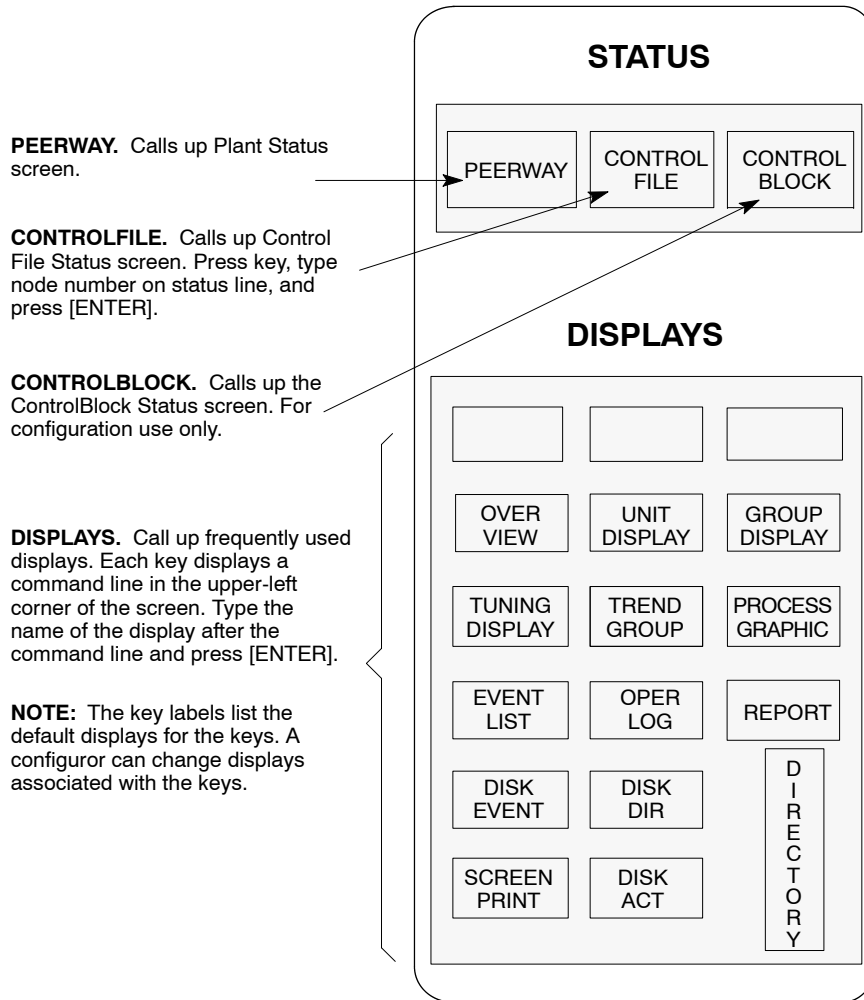 STATUS
PEERWAY. Calls up Plant Status
screen.
PEERWAY
CONTROL
FILE
CONTROL
BLOCK
CONTROLFILE. Calls up Control
File Status screen. Press key, type
node number on status line, and
press [ENTER].
CONTROLBLOCK. Calls up the
ControlBlock Status screen. For
configuration use only.
DISPLAYS. Call up frequently used
displays. Each key displays a
command line in the upper-left
corner of the screen. Type the
name of the display after the
command line and press [ENTER].
NOTE: The key labels list the
default displays for the keys. A
configuror can change displays
associated with the keys.
DISPLAYS
OVER
VIEW
UNIT
DISPLAY
GROUP
DISPLAY
TUNING
DISPLAY
TREND
GROUP
PROCESS
GRAPHIC
EVENT
LIST
OPER
LOG
REPORT
DISK
EVENT
DISK
DIR
SCREEN
PRINT
DISK
ACT
DIRECTORY